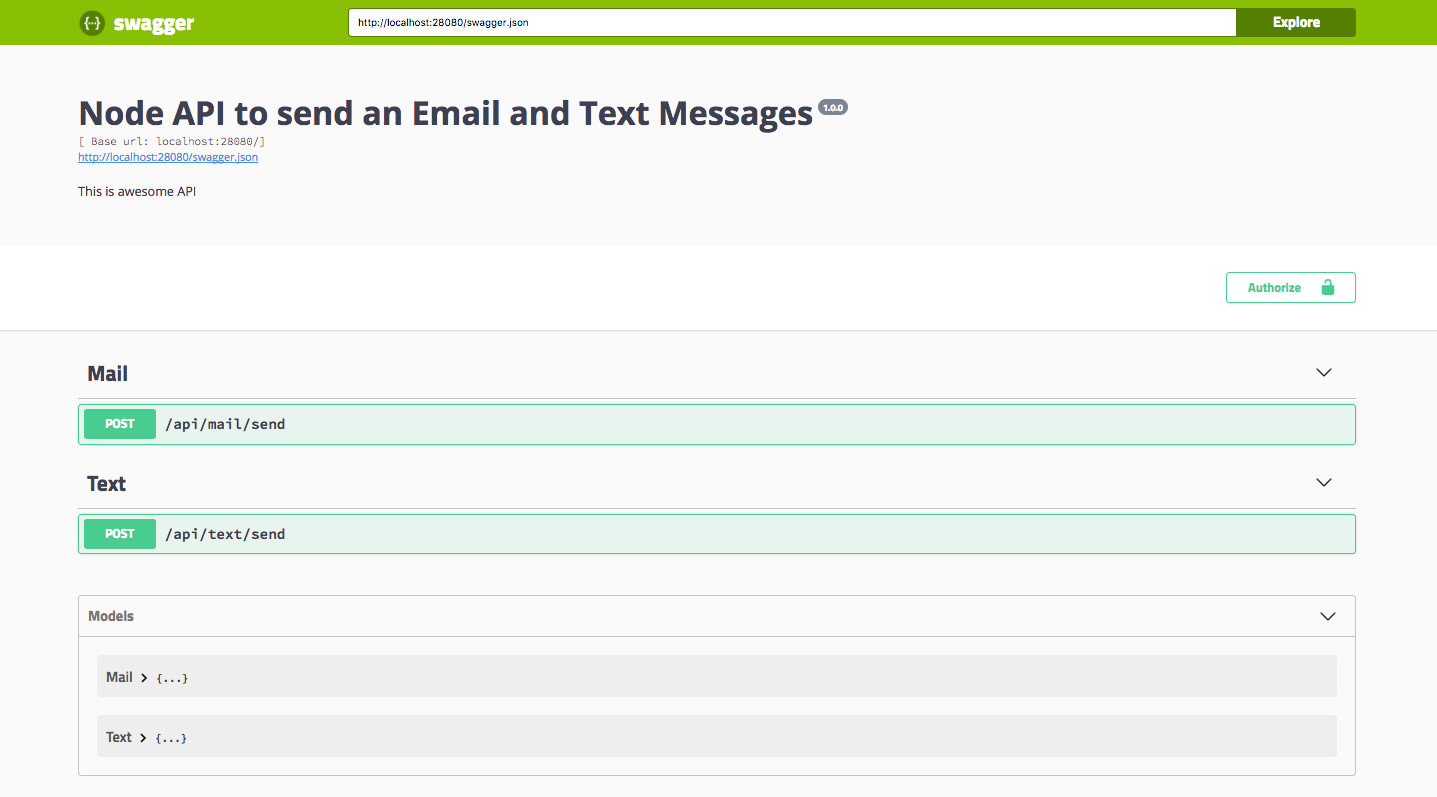 {··} swagger
http://localhost:28080/swagger.json
Explore
Node API to send an Email and Text Messages 1.0.0
[ Base url: localhost:28080/]
http://localhost:28080/swagger.json
This is awesome API
Authorize
Mail
POST /api/mail/send
Text
POST /api/text/send
Models
Mail > {...}
Text > {...}